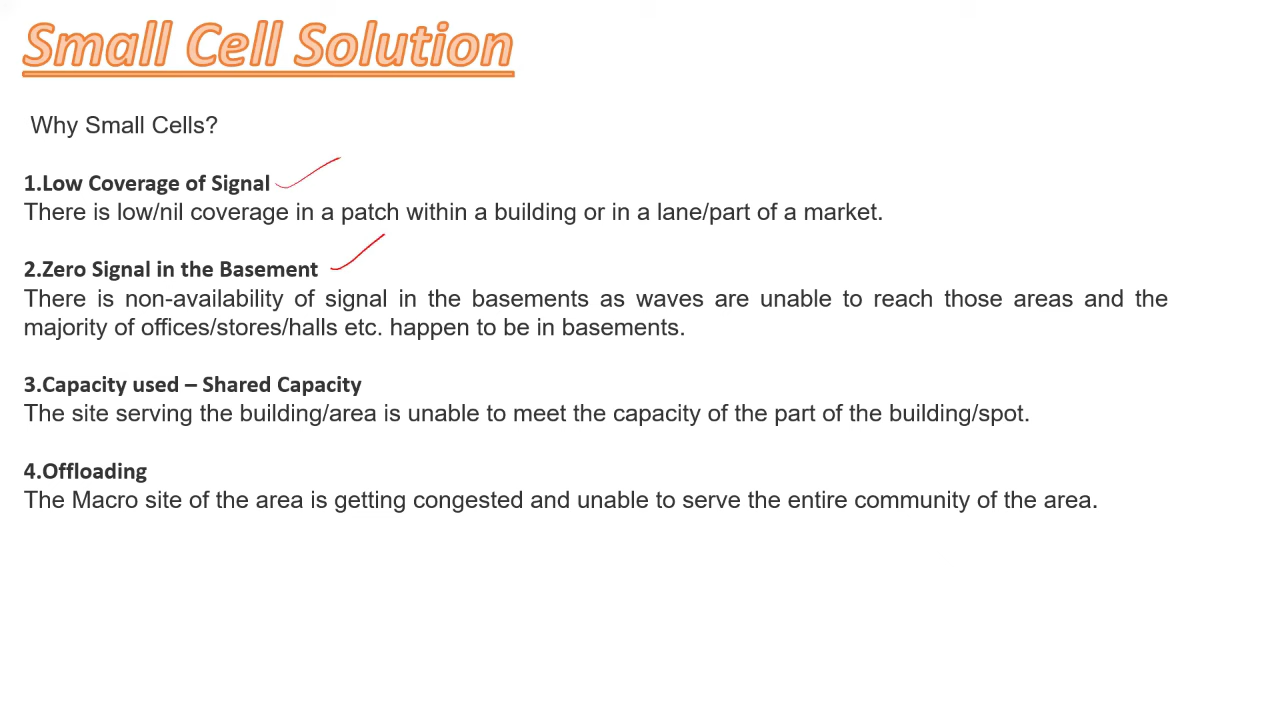 Small Cell Solution
Why Small Cells?
1.Low Coverage of Signal
There is low/nil coverage in a patch within a building or in a lane/part of a market.
2.Zero Signal in the Basement
There is non-availability of signal in the basements as waves are unable to reach those areas and the
majority of offices/stores/halls etc. happen to be in basements.
3.Capacity used – Shared Capacity
The site serving the building/area is unable to meet the capacity of the part of the building/spot.
4.Offloading
The Macro site of the area is getting congested and unable to serve the entire community of the area.